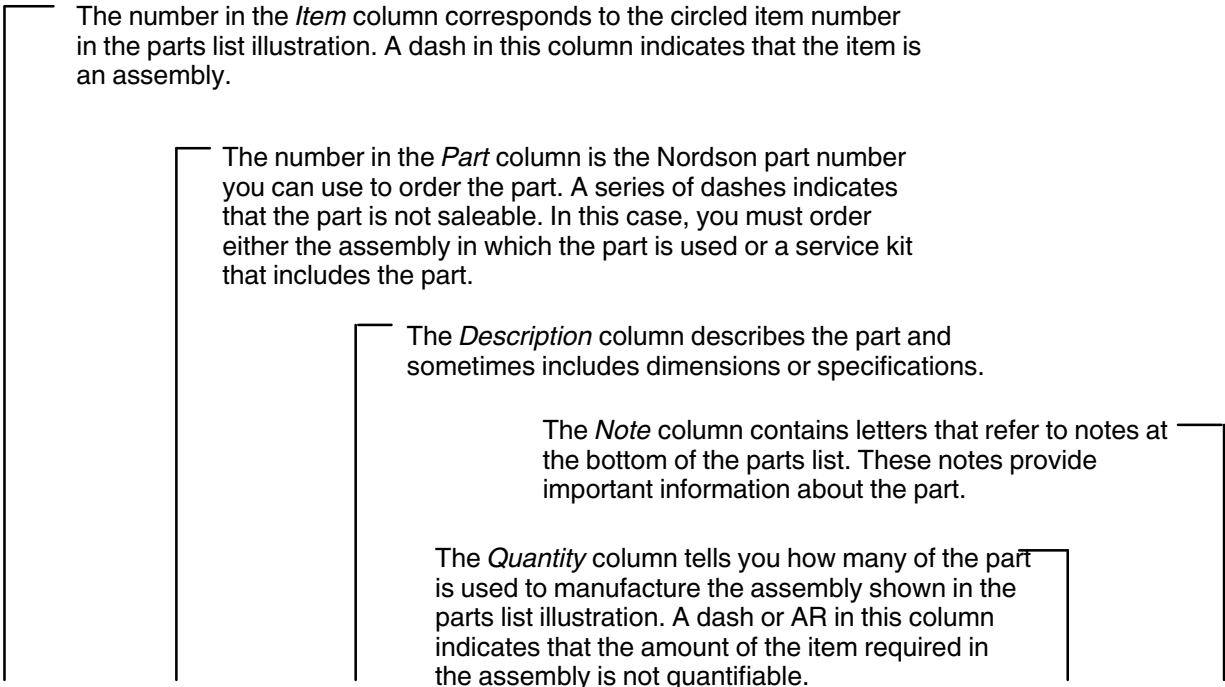 The number in the Item column corresponds to the circled item number
in the parts list illustration. A dash in this column indicates that the item is
an assembly.
The number in the Part column is the Nordson part number
you can use to order the part. A series of dashes indicates
that the part is not saleable. In this case, you must order
either the assembly in which the part is used or a service kit
that includes the part.
The Description column describes the part and
sometimes includes dimensions or specifications.
The Note column contains letters that refer to notes at
the bottom of the parts list. These notes provide
important information about the part.
The Quantity column tells you how many of the part
is used to manufacture the assembly shown in the
parts list illustration. A dash or AR in this column
indicates that the amount of the item required in
the assembly is not quantifiable.